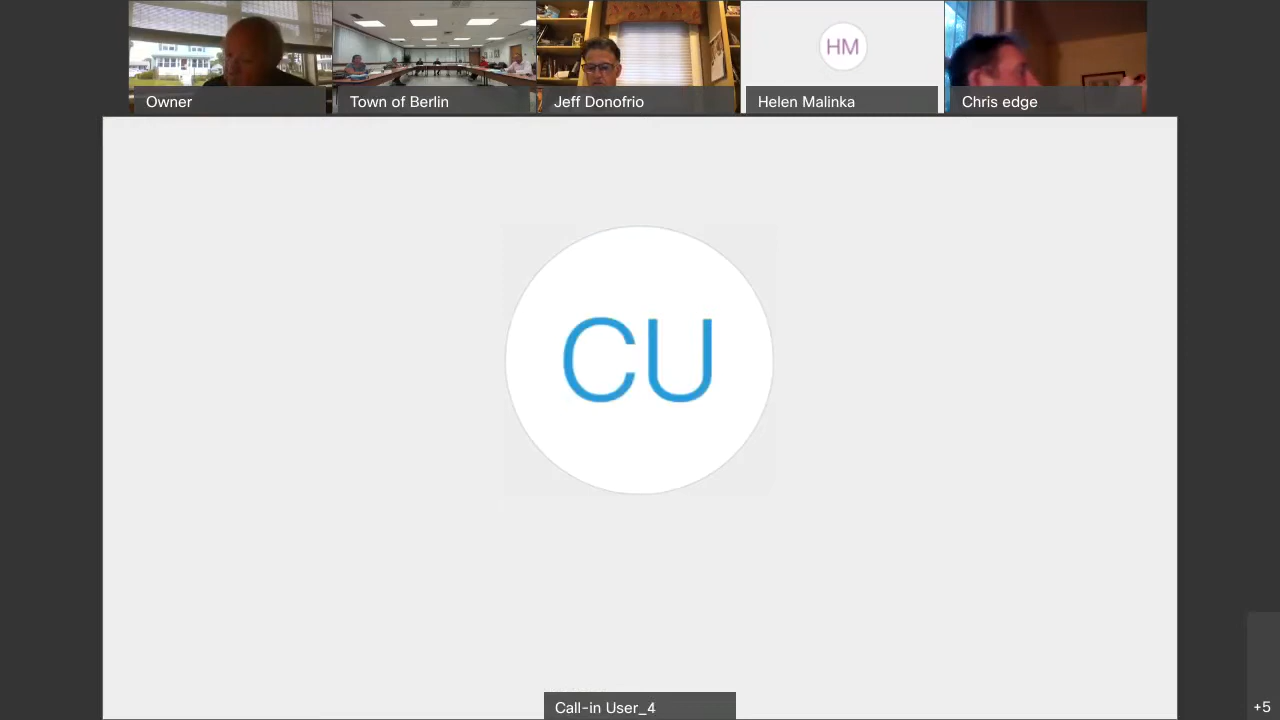 HM
Owner
Town of Berlin
Jeff Donofrio
Helen Malinka
Chris edge
CU
Call-in User_4
+5